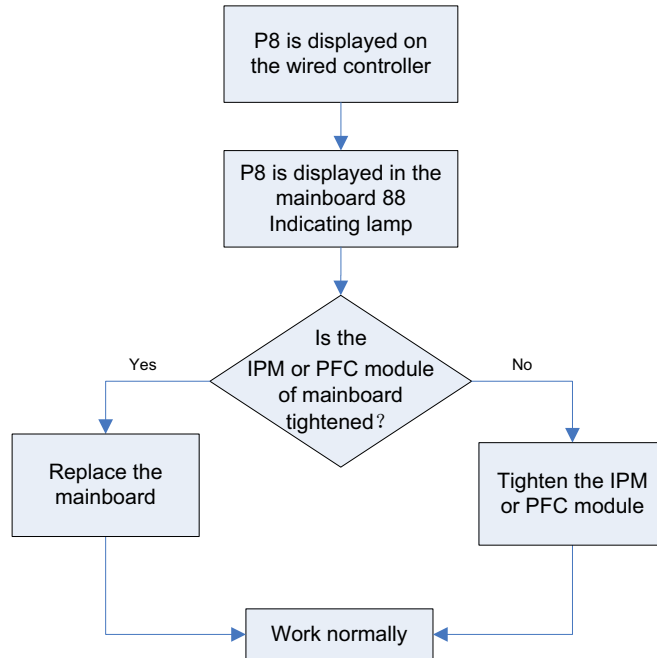 P8 is displayed on
the wired controller
P8 is displayed in the
mainboard 88
Indicating lamp
Is the
IPM or PFC module
of mainboard
tightened？
Yes
No
Replace the
mainboard
Tighten the IPM
or PFC module
Work normally